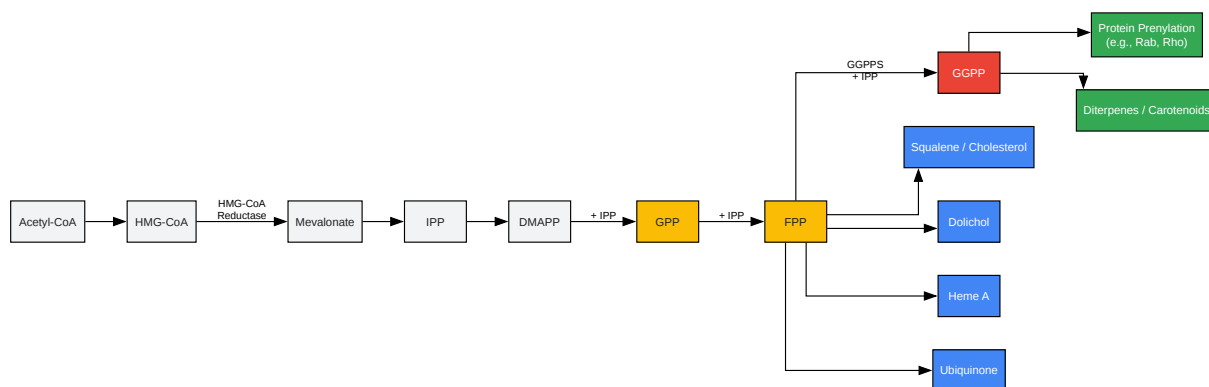 Protein Prenylation
(e.g., Rab, Rho)
GGPPS
+ IPP
GGPP
Diterpenes / Carotenoids
Squalene / Cholesterol
HMG-CoA
Reductase
Acetyl-CoA
HMG-CoA
Mevalonate
IPP
DMAPP
+ IPP
GPP
+ IPP
FPP
Dolichol
Heme A
Ubiquinone